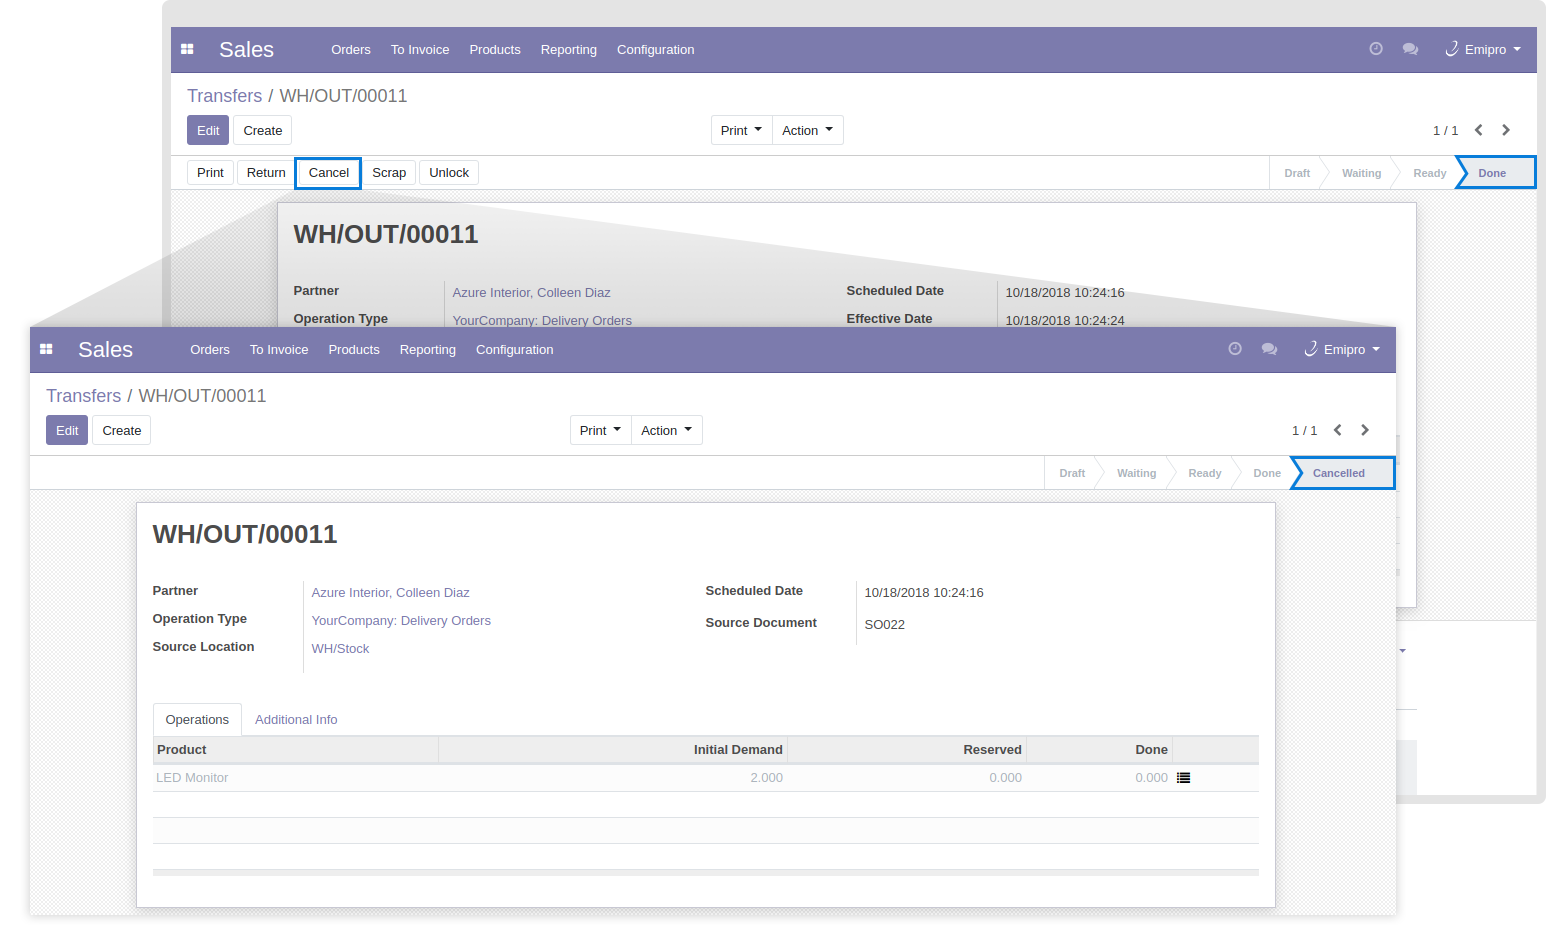 Sales Orders To Invoice Products Reporting Configuration Emipro
Transfers / WH/OUT/00011
Edit Create Print Action 1 / 1
Print Return Cancel Scrap Unlock Draft Waiting Ready Done
WH/OUT/00011
Partner Azure Interior, Colleen Diaz Scheduled Date 10/18/2018 10:24:16
Operation Type YourCompany: Delivery Orders Effective Date 10/18/2018 10:24:24
Sales Orders To Invoice Products Reporting Configuration Emipro
Transfers / WH/OUT/00011
Edit Create Print Action 1 / 1
Draft Waiting Ready Done Cancelled
WH/OUT/00011
Partner Azure Interior, Colleen Diaz Scheduled Date 10/18/2018 10:24:16
Operation Type YourCompany: Delivery Orders Source Document SO022
Source Location WH/Stock
Operations Additional Info
Product Initial Demand Reserved Done
LED Monitor 2.000 0.000 0.000